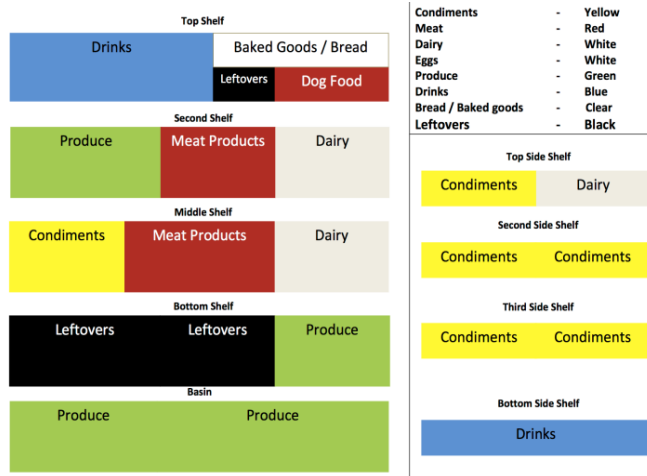 Top Shelf
Drinks
Baked Goods / Bread
Leftovers
Dog Food
Second Shelf
Produce
Meat Products
Dairy
Middle Shelf
Condiments
Meat Products
Dairy
Bottom Shelf
Leftovers
Leftovers
Produce
Basin
Produce
Produce
Condiments - Yellow
Meat - Red
Dairy - White
Eggs - White
Produce - Green
Drinks - Blue
Bread / Baked goods - Clear
Leftovers - Black
Top Side Shelf
Condiments
Dairy
Second Side Shelf
Condiments
Condiments
Third Side Shelf
Condiments
Condiments
Bottom Side Shelf
Drinks